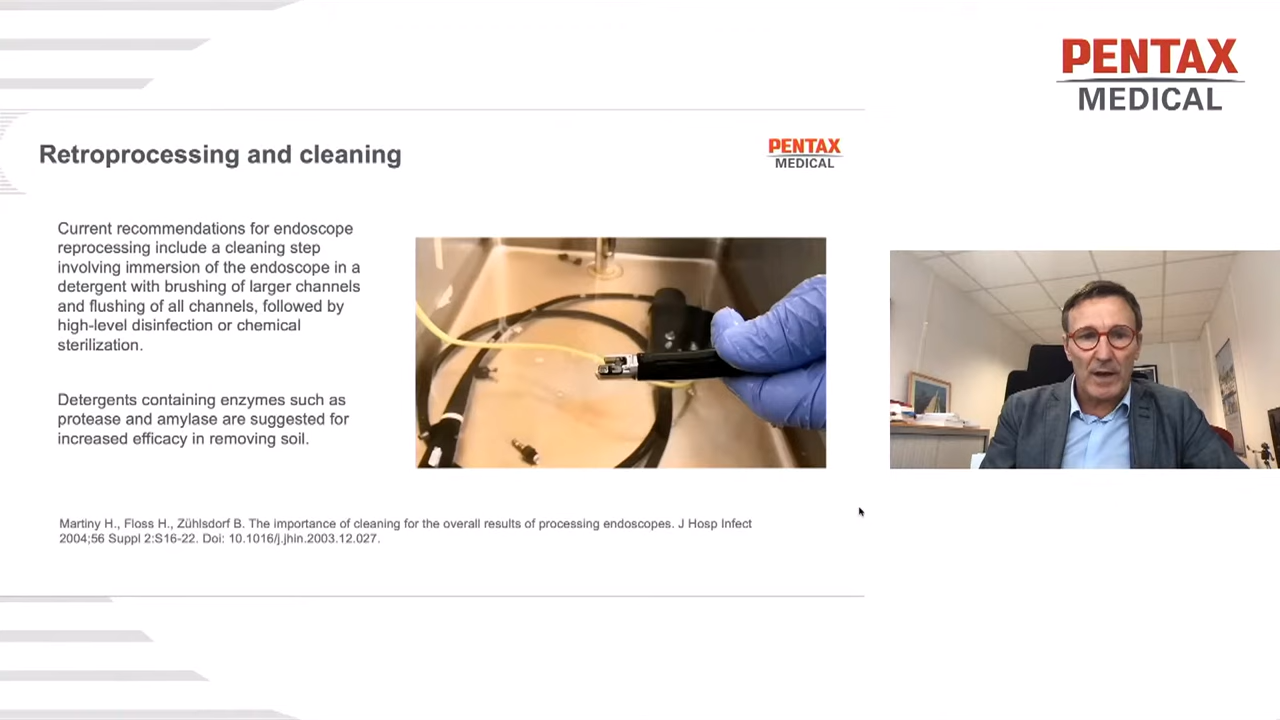 PENTAX
MEDICAL
Retroprocessing and cleaning
PENTAX
MEDICAL
Current recommendations for endoscope
reprocessing include a cleaning step
involving immersion of the endoscope in a
detergent with brushing of larger channels
and flushing of all channels, followed by
high-level disinfection or chemical
sterilization.
Detergents containing enzymes such as
protease and amylase are suggested for
increased efficacy in removing soil.
Martiny H., Floss H., Zühlsdorf B. The importance of cleaning for the overall results of processing endoscopes. J Hosp Infect
2004;56 Suppl 2:S16-22. Doi: 10.1016/j.jhin.2003.12.027.